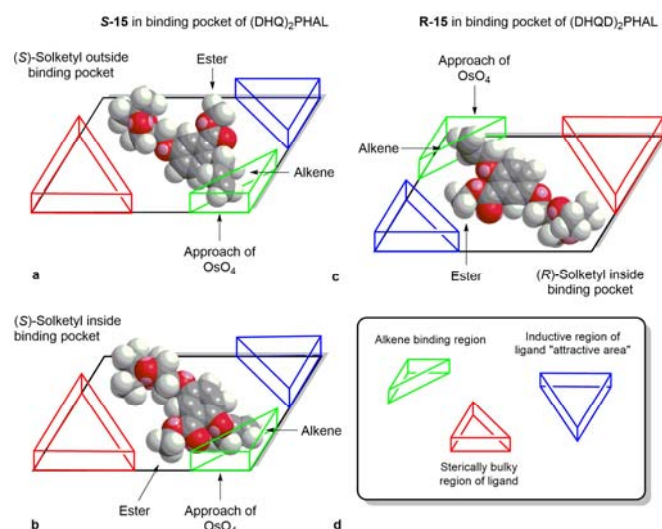 S-15 in binding pocket of (DHQ)₂PHAL
(S)-Solketyl outside
binding pocket
Ester
Alkene
Approach of
OsO₄
a
R-15 in binding pocket of (DHQD)₂PHAL
Approach of
OsO₄
Alkene
Ester
(R)-Solketyl inside
binding pocket
c
(S)-Solketyl inside
binding pocket
Alkene
Ester
Approach of
OsO₄
b
Alkene binding region
Inductive region of
ligand "attractive area"
Sterically bulky
region of ligand
d